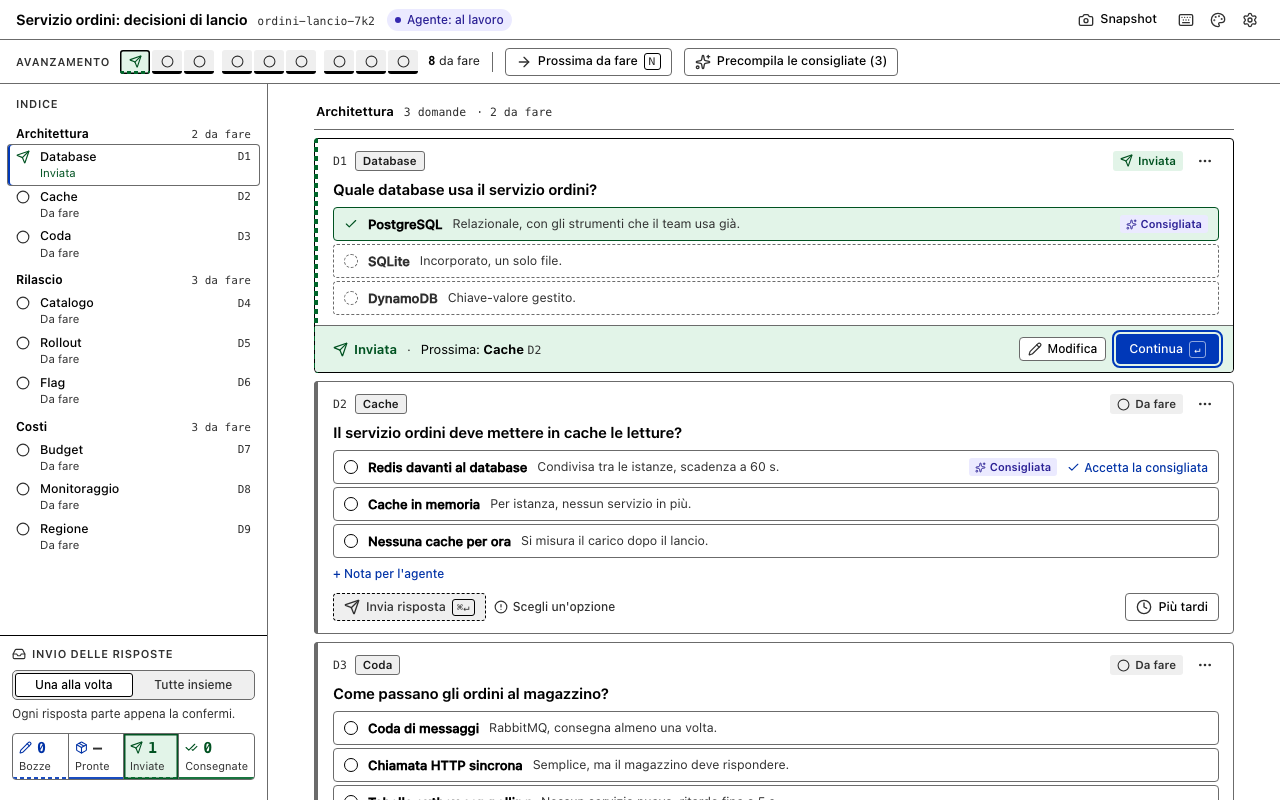 Servizio ordini: decisioni di lancio ordini-lancio-7k2 Agente: al lavoro Snapshot
AVANZAMENTO 8 da fare Prossima da fare N Precompila le consigliate (3)
INDICE
Architettura 2 da fare
Database D1
Inviata
Cache D2
Da fare
Coda D3
Da fare
Rilascio 3 da fare
Catalogo D4
Da fare
Rollout D5
Da fare
Flag D6
Da fare
Costi 3 da fare
Budget D7
Da fare
Monitoraggio D8
Da fare
Regione D9
Da fare
INVIO DELLE RISPOSTE
Una alla volta Tutte insieme
Ogni risposta parte appena la confermi.
0 — 1 0
Bozze Pronte Inviate Consegnate
Architettura 3 domande · 2 da fare
D1 Database Inviata
Quale database usa il servizio ordini?
PostgreSQL Relazionale, con gli strumenti che il team usa già. Consigliata
SQLite Incorporato, un solo file.
DynamoDB Chiave-valore gestito.
Inviata · Prossima: Cache D2 Modifica Continua ↵
D2 Cache Da fare
Il servizio ordini deve mettere in cache le letture?
Redis davanti al database Condivisa tra le istanze, scadenza a 60 s. Consigliata Accetta la consigliata
Cache in memoria Per istanza, nessun servizio in più.
Nessuna cache per ora Si misura il carico dopo il lancio.
+ Nota per l'agente
Invia risposta ⌘↵ Scegli un'opzione Più tardi
D3 Coda Da fare
Come passano gli ordini al magazzino?
Coda di messaggi RabbitMQ, consegna almeno una volta.
Chiamata HTTP sincrona Semplice, ma il magazzino deve rispondere.